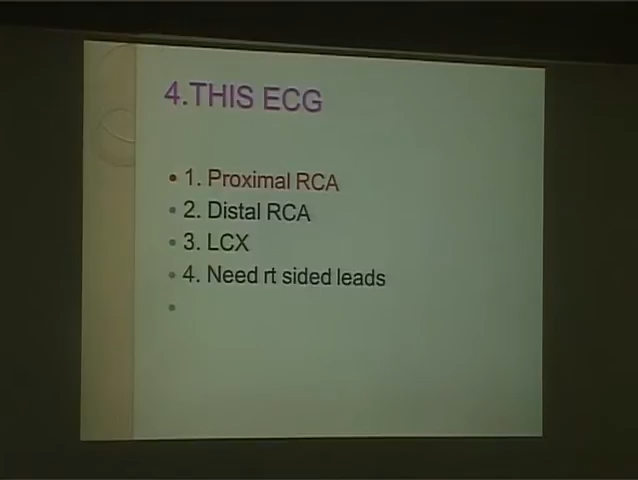 4.THIS ECG
• 1. Proximal RCA
• 2. Distal RCA
• 3. LCX
• 4. Need rt sided leads
•